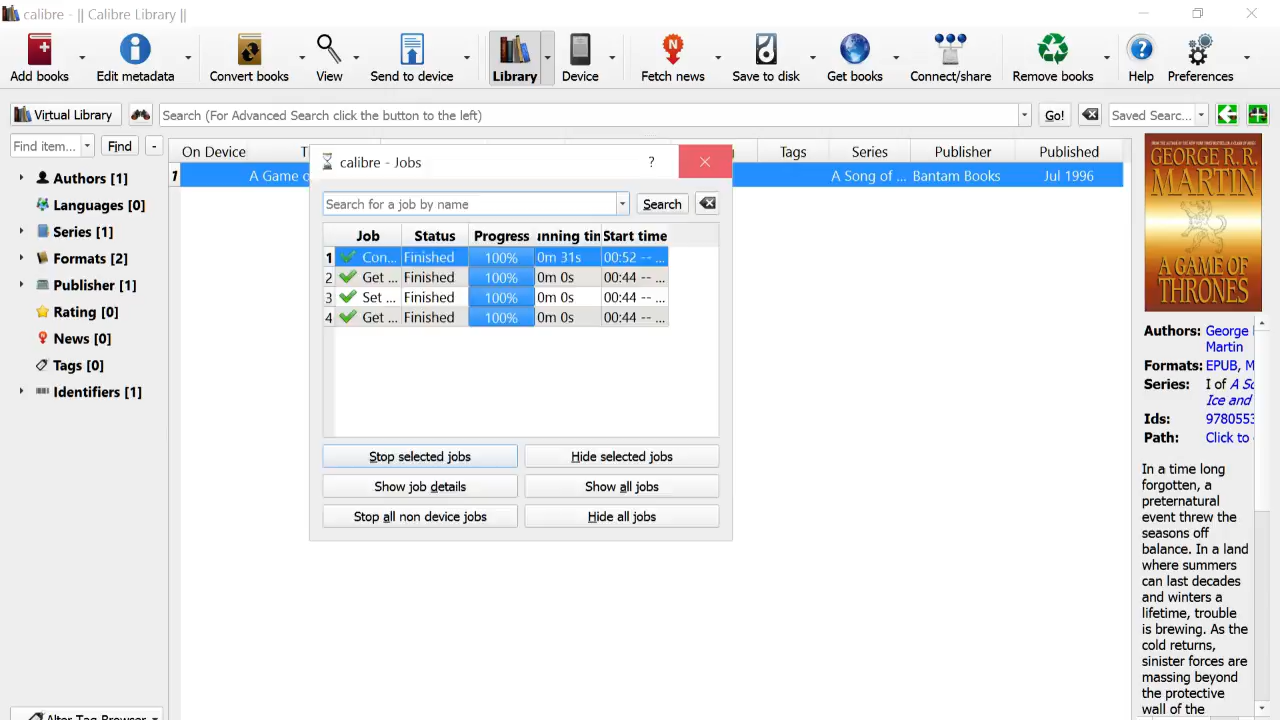 calibre - || Calibre Library ||
Add books
Edit metadata
Convert books
View
Send to device
Library
Device
Fetch news
Save to disk
Get books
Connect/share
Remove books
Help
Preferences
Virtual Library
Search (For Advanced Search click the button to the left)
Go!
Saved Searc...
Find item...
Find
-
Authors [1]
Languages [0]
Series [1]
Formats [2]
Publisher [1]
Rating [0]
News [0]
Tags [0]
Identifiers [1]
Alter Tag Browser
On Device
Tags
Series
Publisher
Published
1
A Game o
A Song of ...
Bantam Books
Jul 1996
calibre - Jobs
?
Search for a job by name
Search
Job Status Progress unning tin Start time
1 Con... Finished 100% 0m 31s 00:52 -- ...
2 Get ... Finished 100% 0m 0s 00:44 -- ...
3 Set ... Finished 100% 0m 0s 00:44 -- ...
4 Get ... Finished 100% 0m 0s 00:44 -- ...
Stop selected jobs
Hide selected jobs
Show job details
Show all jobs
Stop all non device jobs
Hide all jobs
GEORGE R. R.
MARTIN
A GAME OF
THRONES
Authors: George
Martin
Formats: EPUB, M
Series: I of A So
Ice and
Ids: 9780553
Path: Click to
In a time long
forgotten, a
preternatural
event threw the
seasons off
balance. In a land
where summers
can last decades
and winters a
lifetime, trouble
is brewing. As the
cold returns,
sinister forces are
massing beyond
the protective
wall of the